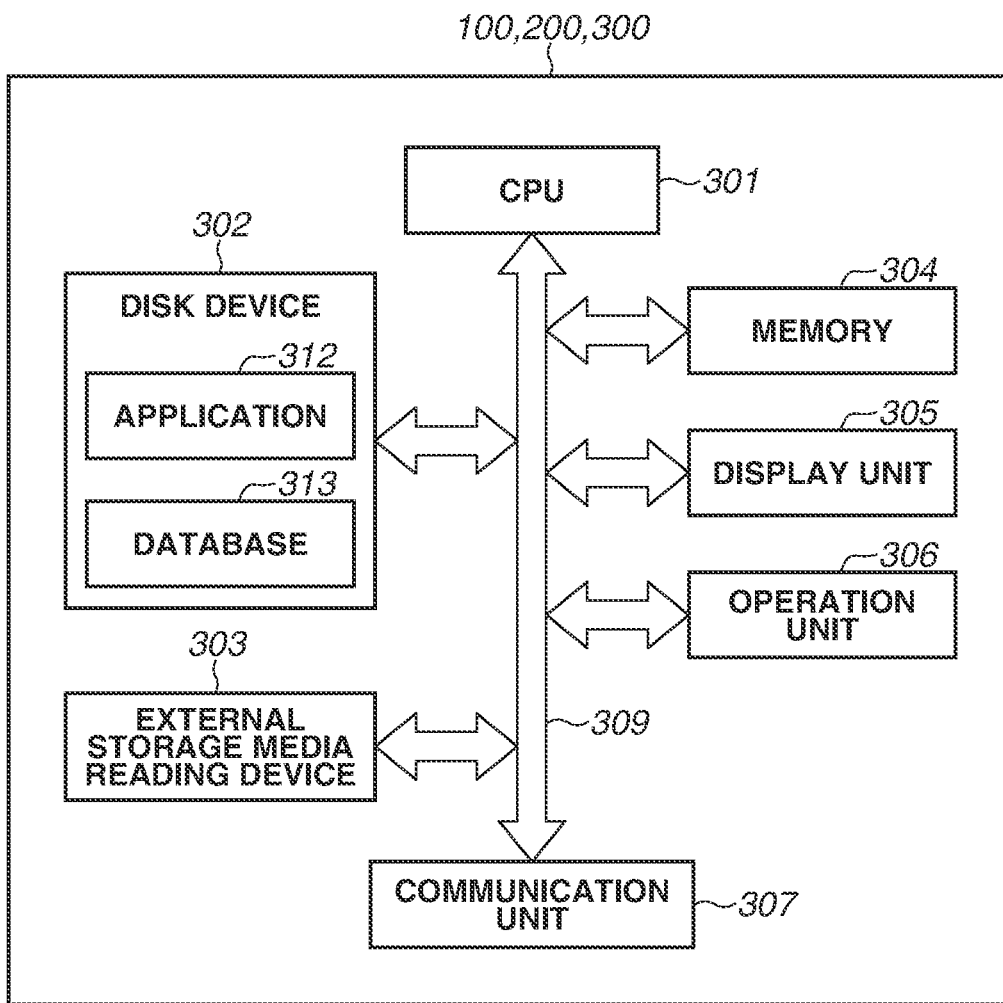 100,200,300
CPU
301
302
DISK DEVICE
312
APPLICATION
313
DATABASE
304
MEMORY
305
DISPLAY UNIT
306
OPERATION
UNIT
303
EXTERNAL
STORAGE MEDIA
READING DEVICE
309
COMMUNICATION
UNIT
307